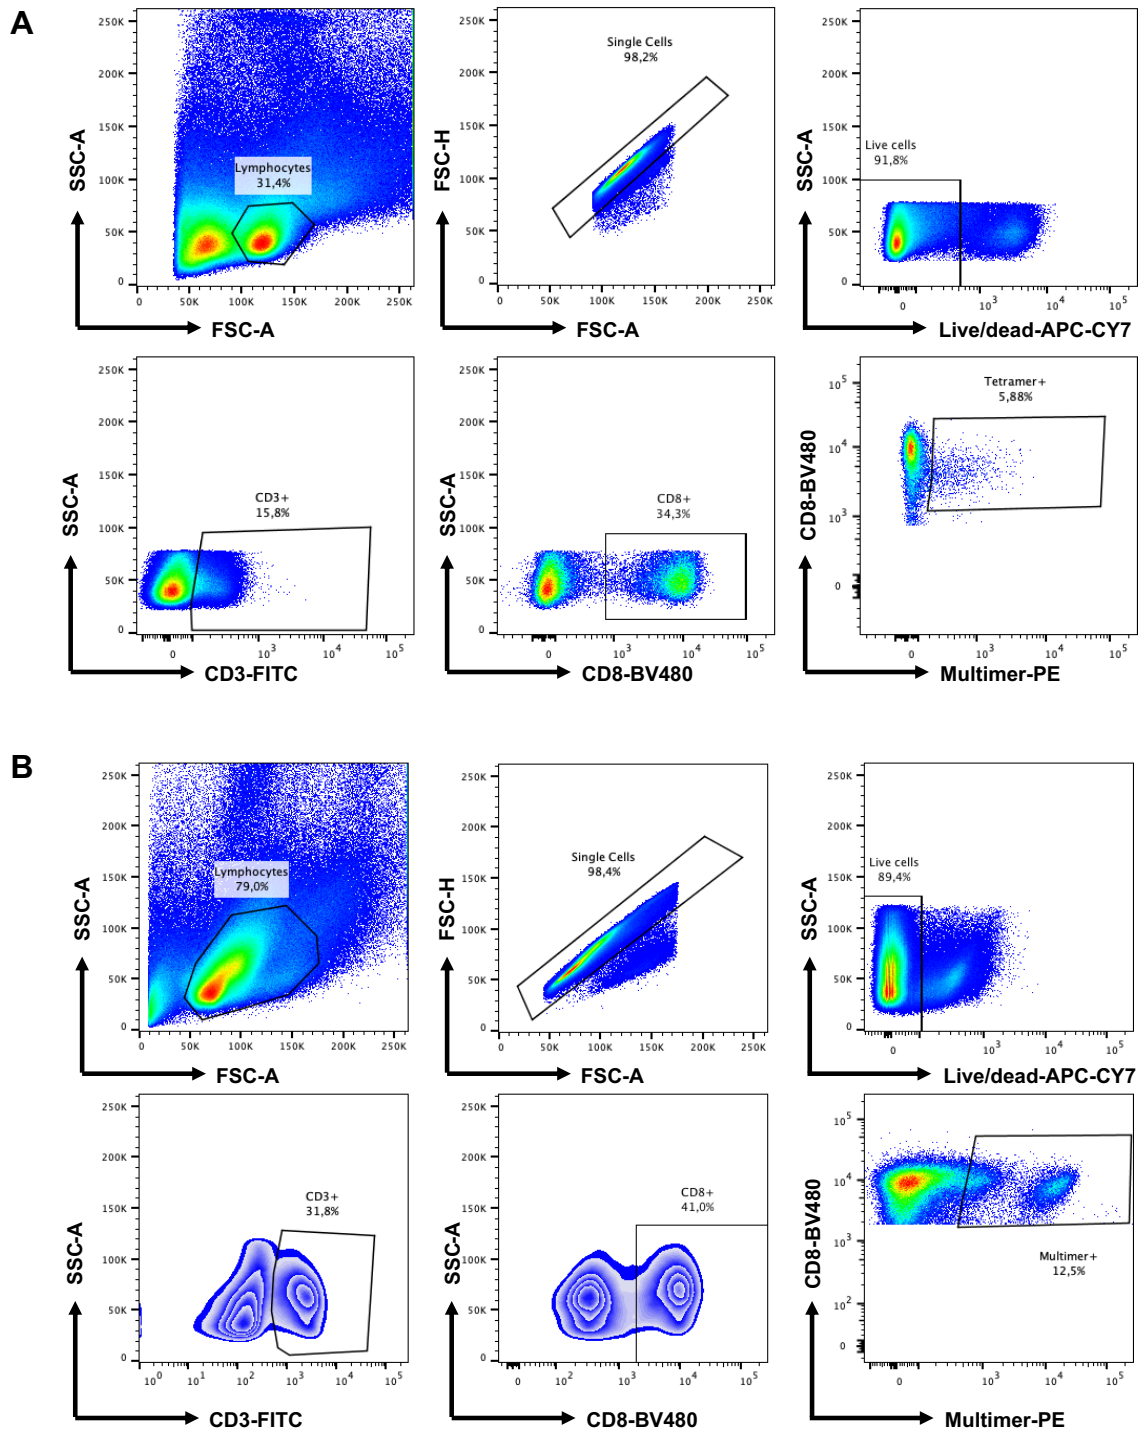 A
250K
200K
150K
100K
50K
0
SSC-A
Lymphocytes
31,4%
0 50K 100K 150K 200K 250K
FSC-A
250K
200K
150K
100K
50K
0
FSC-H
Single Cells
98,2%
50K 100K 150K 200K 250K
FSC-A
250K
200K
150K
100K
50K
0
SSC-A
Live cells
91,8%
0 10³ 10⁴ 10⁵
Live/dead-APC-CY7
250K
200K
150K
100K
50K
0
SSC-A
CD3+
15,8%
0 10³ 10⁴ 10⁵
CD3-FITC
250K
200K
150K
100K
50K
0
SSC-A
CD8+
34,3%
0 10³ 10⁴ 10⁵
CD8-BV480
10⁵
10⁴
10³
0
CD8-BV480
Tetramer+
5,88%
0 10³ 10⁴ 10⁵
Multimer-PE
B
250K
200K
150K
100K
50K
0
SSC-A
Lymphocytes
79,0%
0 50K 100K 150K 200K 250K
FSC-A
250K
200K
150K
100K
50K
0
FSC-H
Single Cells
98,4%
50K 100K 150K 200K 250K
FSC-A
250K
200K
150K
100K
50K
0
SSC-A
Live cells
89,4%
0 10³ 10⁴ 10⁵
Live/dead-APC-CY7
250K
200K
150K
100K
50K
0
SSC-A
CD3+
31,8%
10⁰ 10¹ 10² 10³ 10⁴ 10⁵
CD3-FITC
250K
200K
150K
100K
50K
0
SSC-A
CD8+
41,0%
0 10² 10³ 10⁴ 10⁵
CD8-BV480
10⁵
10⁴
10³
10²
0
CD8-BV480
Multimer+
12,5%
0 10³ 10⁴ 10⁵
Multimer-PE